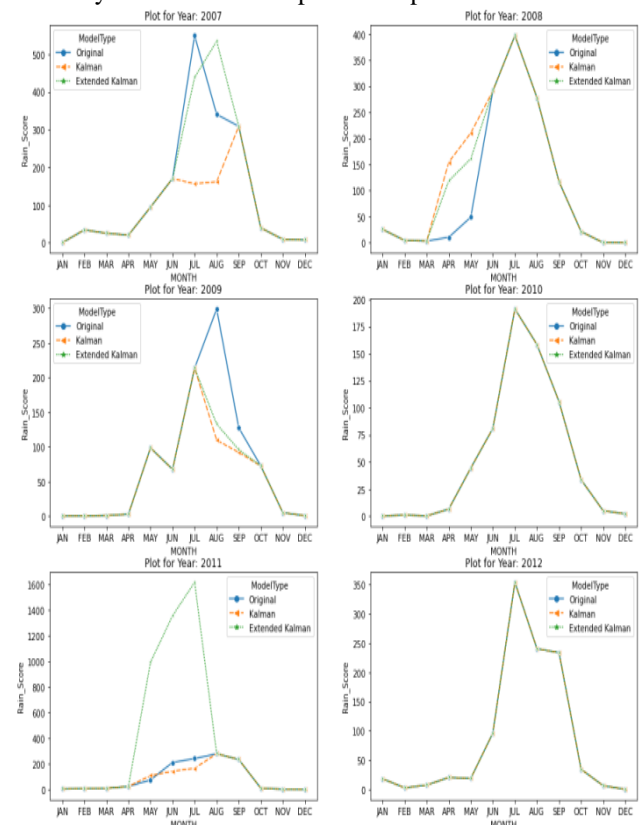 Plot for Year: 2007
ModelType
Original
Kalman
Extended Kalman
Rain_Score
500
400
300
200
100
0
JAN FEB MAR APR MAY JUN JUL AUG SEP OCT NOV DEC
MONTH
Plot for Year: 2008
ModelType
Original
Kalman
Extended Kalman
Rain_Score
400
350
300
250
200
150
100
50
0
JAN FEB MAR APR MAY JUN JUL AUG SEP OCT NOV DEC
MONTH
Plot for Year: 2009
ModelType
Original
Kalman
Extended Kalman
Rain_Score
300
250
200
150
100
50
0
JAN FEB MAR APR MAY JUN JUL AUG SEP OCT NOV DEC
MONTH
Plot for Year: 2010
ModelType
Original
Kalman
Extended Kalman
Rain_Score
200
175
150
125
100
75
50
25
0
JAN FEB MAR APR MAY JUN JUL AUG SEP OCT NOV DEC
MONTH
Plot for Year: 2011
ModelType
Original
Kalman
Extended Kalman
Rain_Score
1600
1400
1200
1000
800
600
400
200
0
JAN FEB MAR APR MAY JUN JUL AUG SEP OCT NOV DEC
MONTH
Plot for Year: 2012
ModelType
Original
Kalman
Extended Kalman
Rain_Score
350
300
250
200
150
100
50
0
JAN FEB MAR APR MAY JUN JUL AUG SEP OCT NOV DEC
MONTH